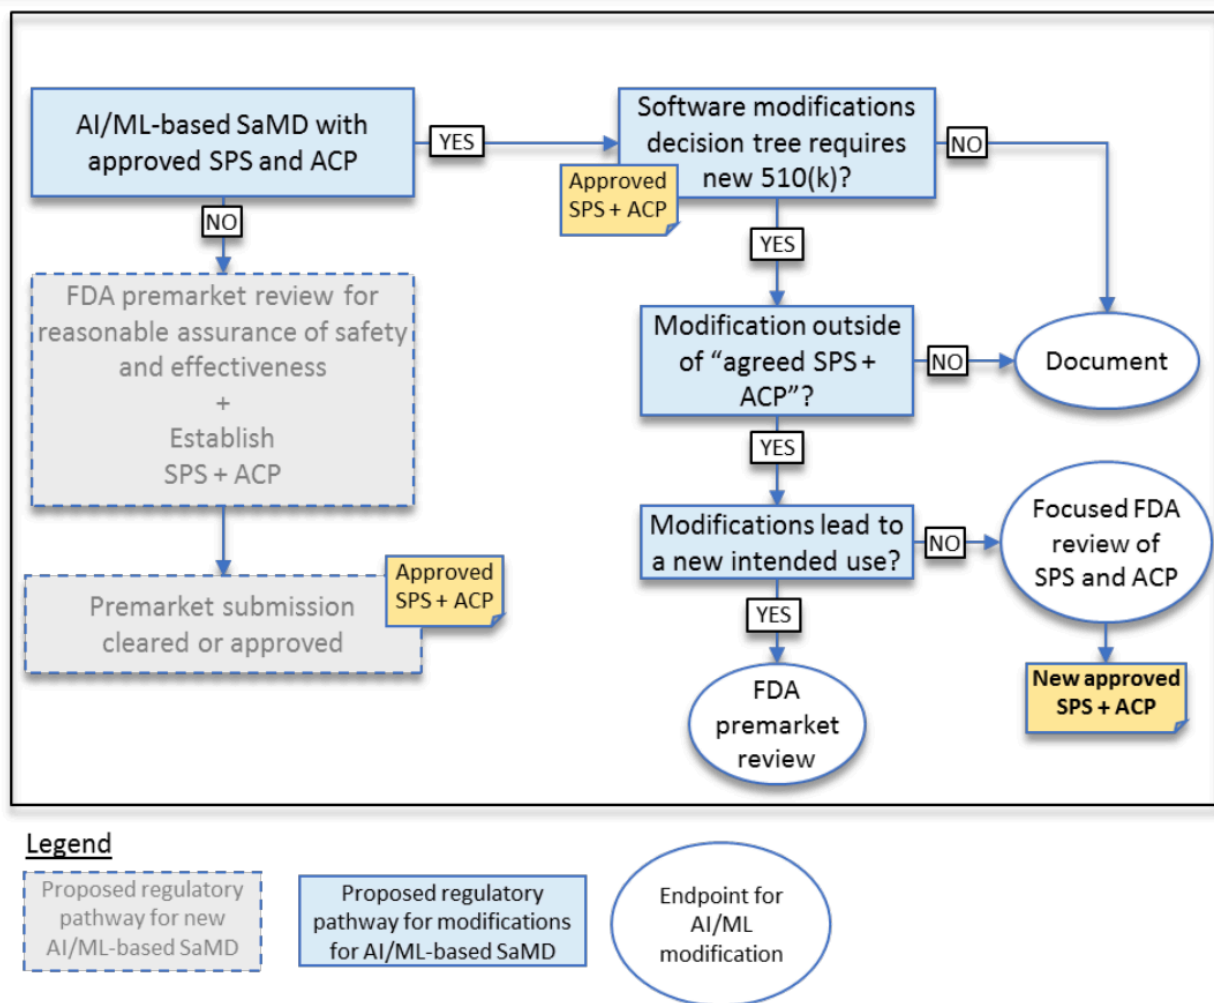 AI/ML-based SaMD with
approved SPS and ACP
YES
Software modifications
decision tree requires
new 510(k)?
NO
Approved
SPS + ACP
NO
YES
FDA premarket review for
reasonable assurance of safety
and effectiveness
+
Establish
SPS + ACP
Modification outside
of “agreed SPS +
ACP”?
NO
Document
YES
Modifications lead to
a new intended use?
NO
Focused FDA
review of
SPS and ACP
Approved
SPS + ACP
Premarket submission
cleared or approved
YES
FDA
premarket
review
New approved
SPS + ACP
Legend
Proposed regulatory
pathway for new
AI/ML-based SaMD
Proposed regulatory
pathway for modifications
for AI/ML-based SaMD
Endpoint for
AI/ML
modification